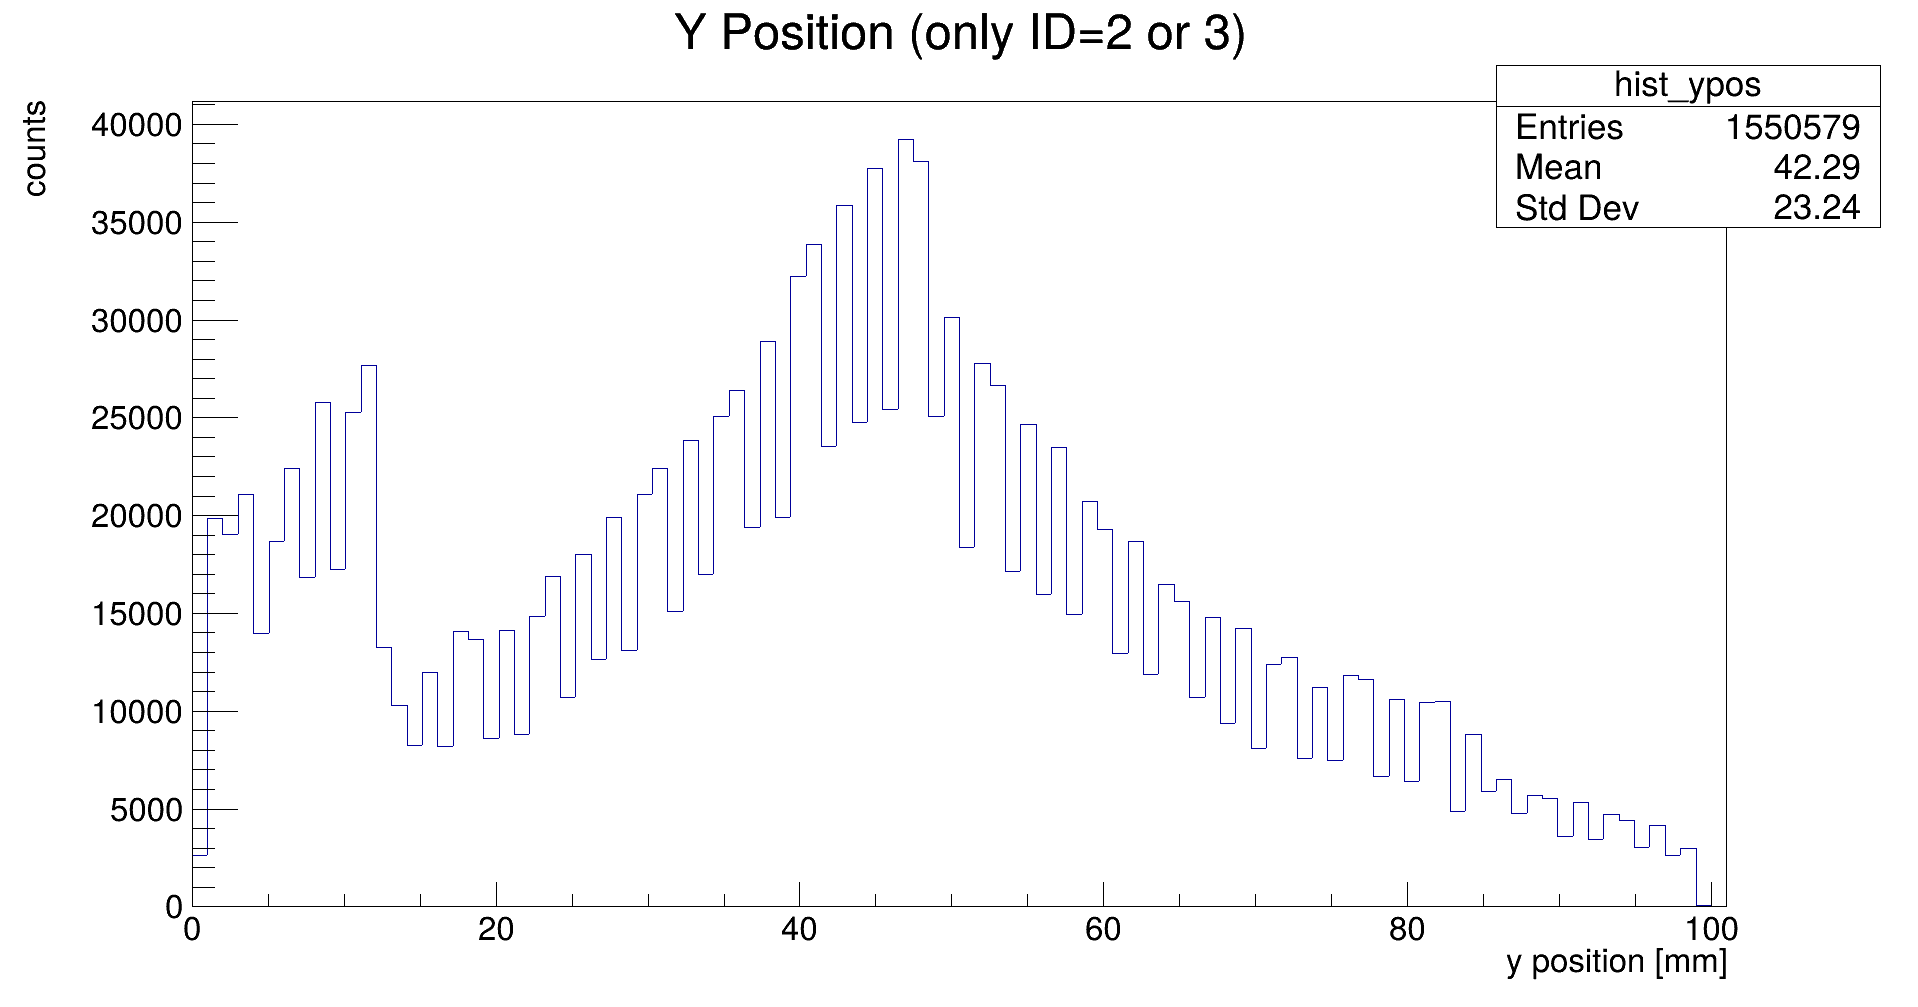 Y Position (only ID=2 or 3)
hist_ypos
Entries 1550579
Mean 42.29
Std Dev 23.24
counts
40000
35000
30000
25000
20000
15000
10000
5000
0
0 20 40 60 80 100
y position [mm]